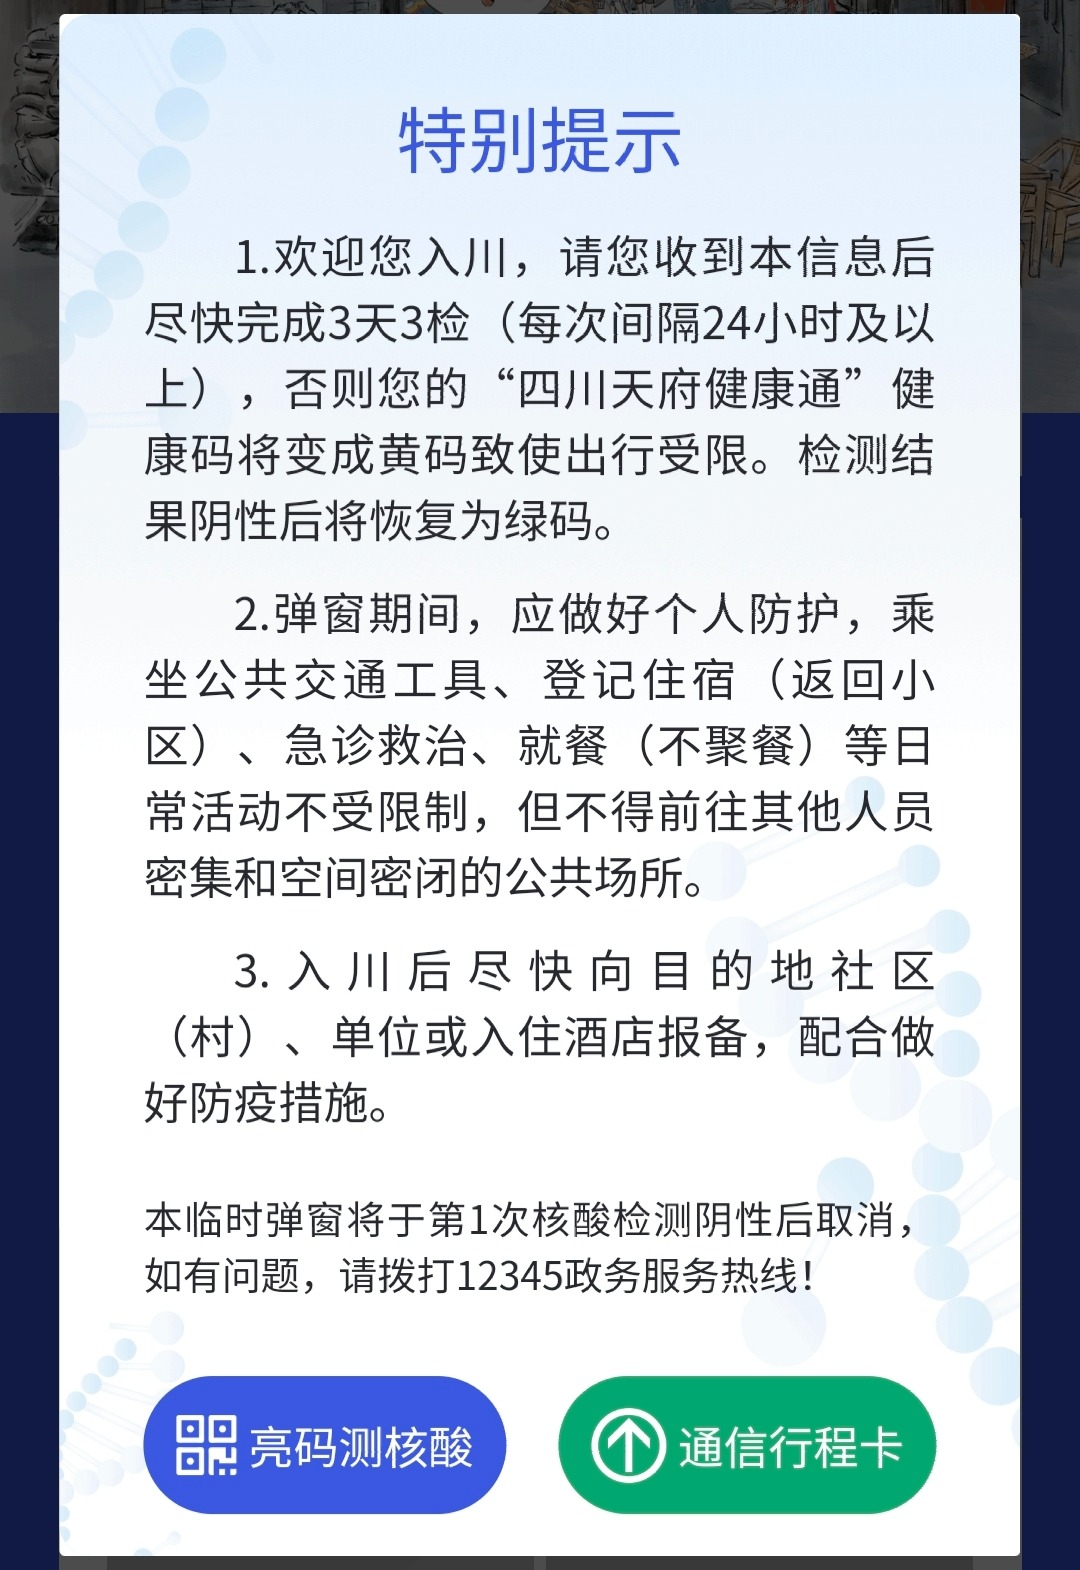 特别提示
1.欢迎您入川，请您收到本信息后
尽快完成3天3检（每次间隔24小时及以
上），否则您的“四川天府健康通”健
康码将变成黄码致使出行受限。检测结
果阴性后将恢复为绿码。
2.弹窗期间，应做好个人防护，乘
坐公共交通工具、登记住宿（返回小
区）、急诊救治、就餐（不聚餐）等日
常活动不受限制，但不得前往其他人员
密集和空间密闭的公共场所。
3.入川后尽快向目的地社区
（村）、单位或入住酒店报备，配合做
好防疫措施。
本临时弹窗将于第1次核酸检测阴性后取消，
如有问题，请拨打12345政务服务热线！
亮码测核酸
通信行程卡